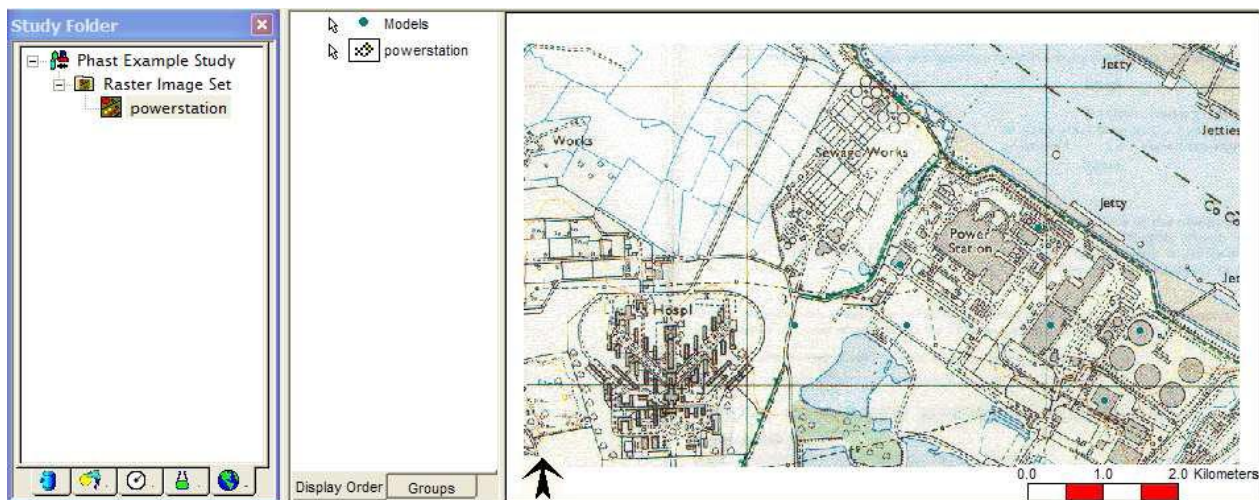 Study Folder
Phast Example Study
Raster Image Set
powerstation
Models
powerstation
Display Order
Groups
Jetty
Jetties
Works
Sewage Works
Jetty
Power
Station
Jet
Hospl
0.0 1.0 2.0 Kilometers